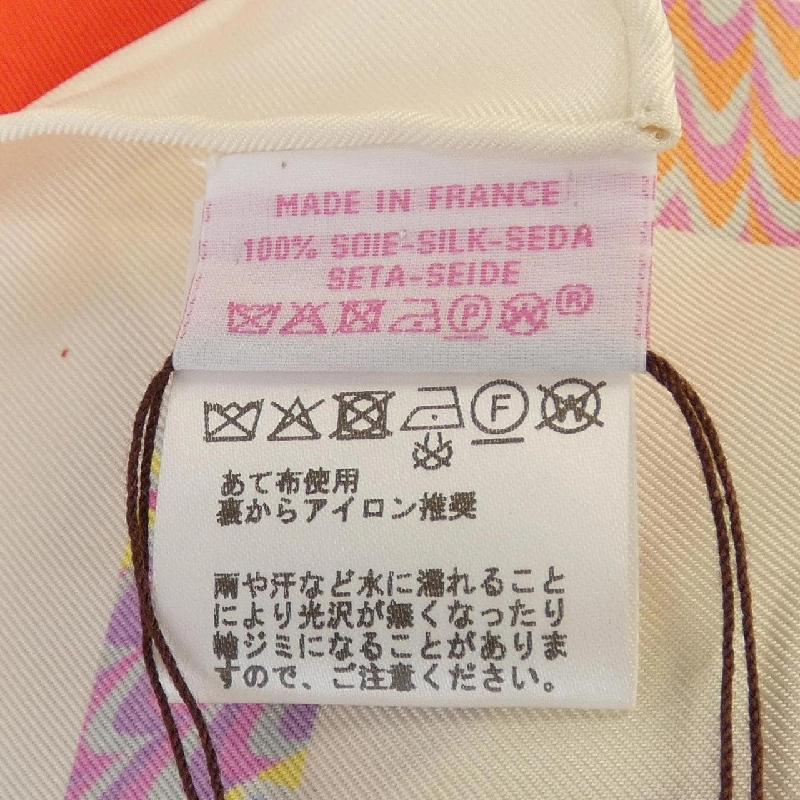 MADE IN FRANCE
100% SOIE-SILK-SEDA
SETA-SEIDE
P W ®
F W
あて布使用
裏からアイロン推奨
雨や汗など水に濡れること
により光沢が無くなったり
輪ジミになることがありま
すので、ご注意ください。